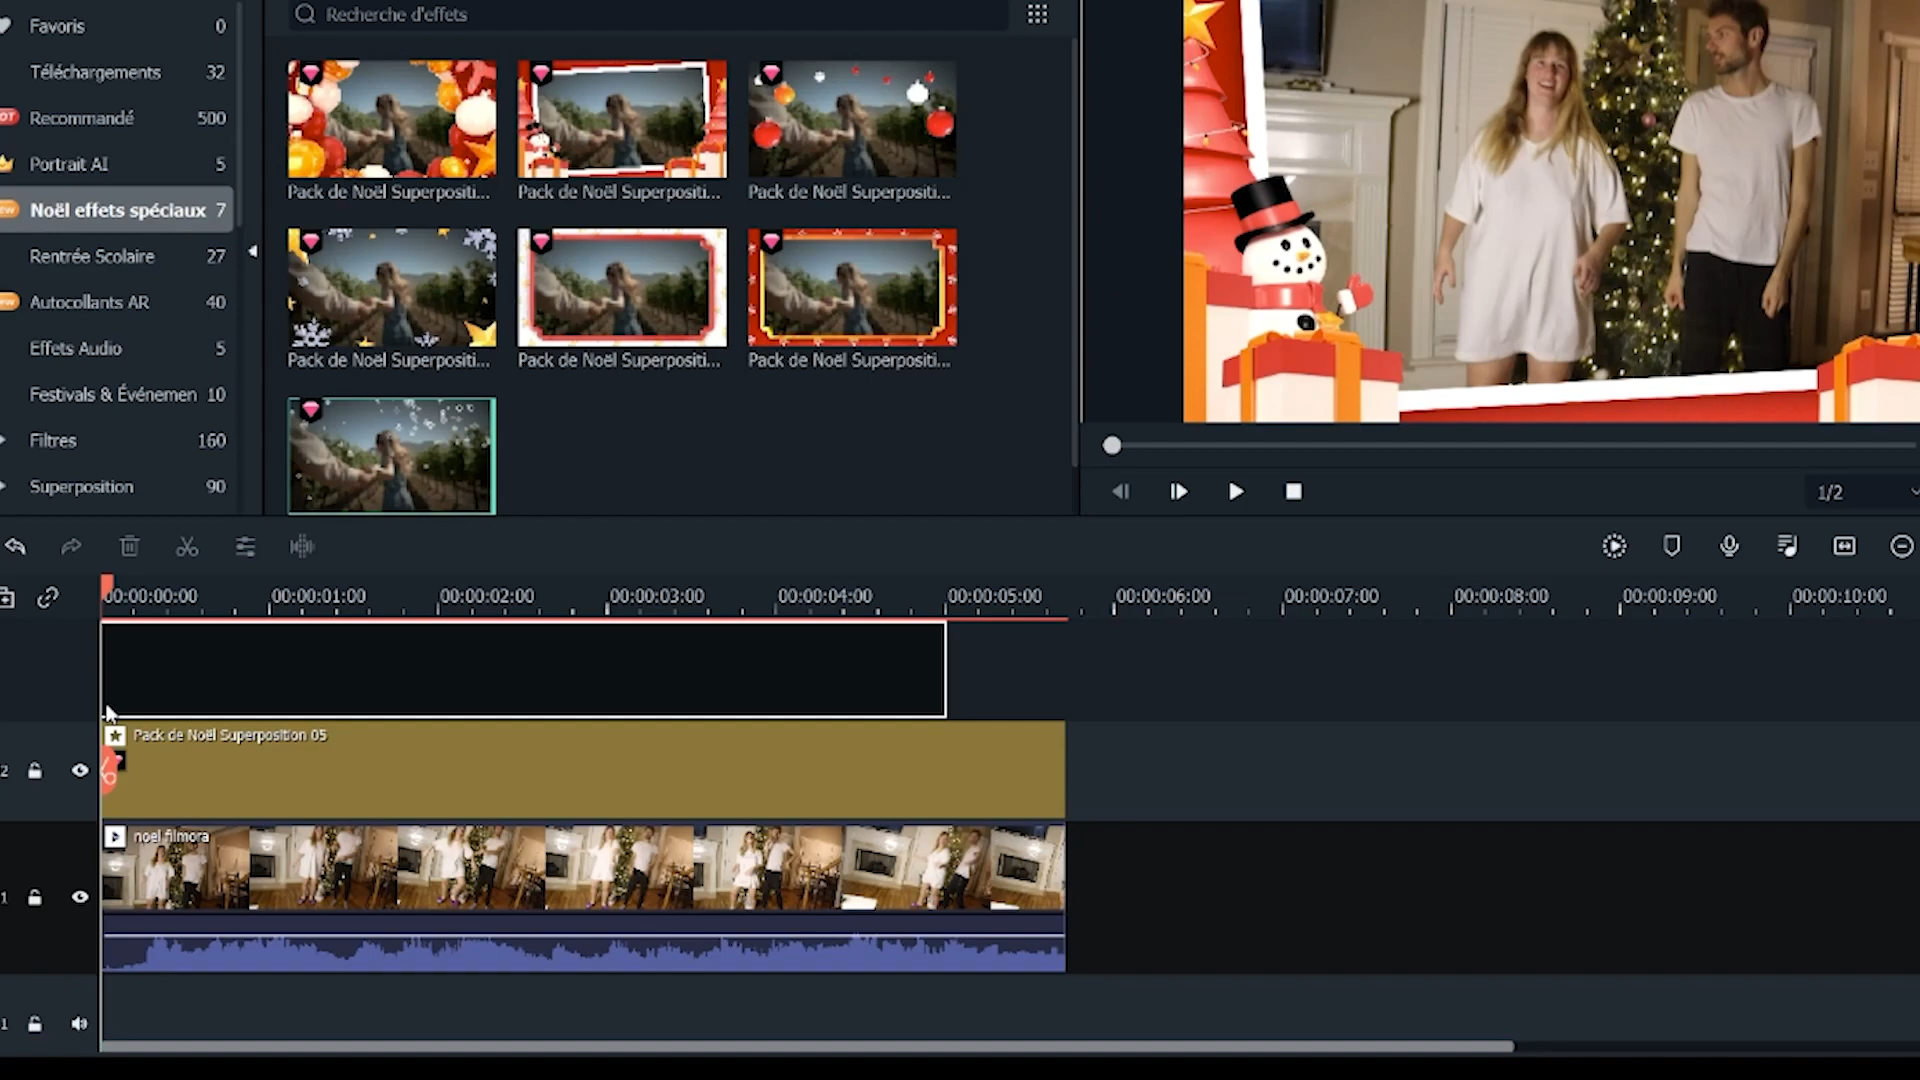 Favoris 0
Téléchargements 32
Recommandé 500
Portrait AI 5
Noël effets spéciaux 7
Rentrée Scolaire 27
Autocollants AR 40
Effets Audio 5
Festivals & Événemen 10
Filtres 160
Superposition 90
Recherche d'effets
Pack de Noël Superpositi... Pack de Noël Superpositi... Pack de Noël Superpositi...
Pack de Noël Superpositi... Pack de Noël Superpositi... Pack de Noël Superpositi...
1/2
00:00:00:00 00:00:01:00 00:00:02:00 00:00:03:00 00:00:04:00 00:00:05:00 00:00:06:00 00:00:07:00 00:00:08:00 00:00:09:00 00:00:10:00
Pack de Noël Superposition 05
2
noel filmora
1
1